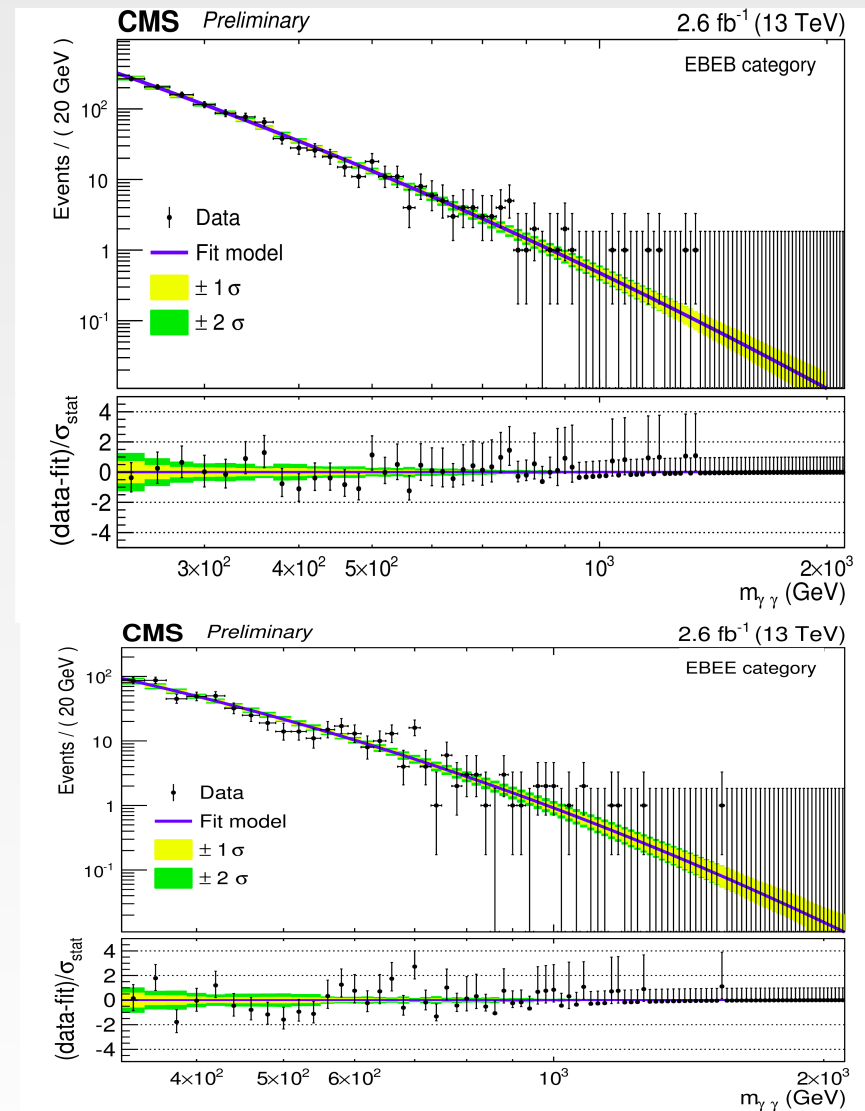 CMS Preliminary 2.6 fb⁻¹ (13 TeV)
EBEB category
Events / ( 20 GeV )
10²
10
1
10⁻¹
Data
Fit model
± 1 σ
± 2 σ
(data-fit)/σ_stat
4
2
0
-2
-4
3×10² 4×10² 5×10² 10³ 2×10³
m_γγ (GeV)
CMS Preliminary 2.6 fb⁻¹ (13 TeV)
EBEE category
Events / ( 20 GeV )
10²
10
1
10⁻¹
Data
Fit model
± 1 σ
± 2 σ
(data-fit)/σ_stat
4
2
0
-2
-4
4×10² 5×10² 6×10² 10³ 2×10³
m_γγ (GeV)